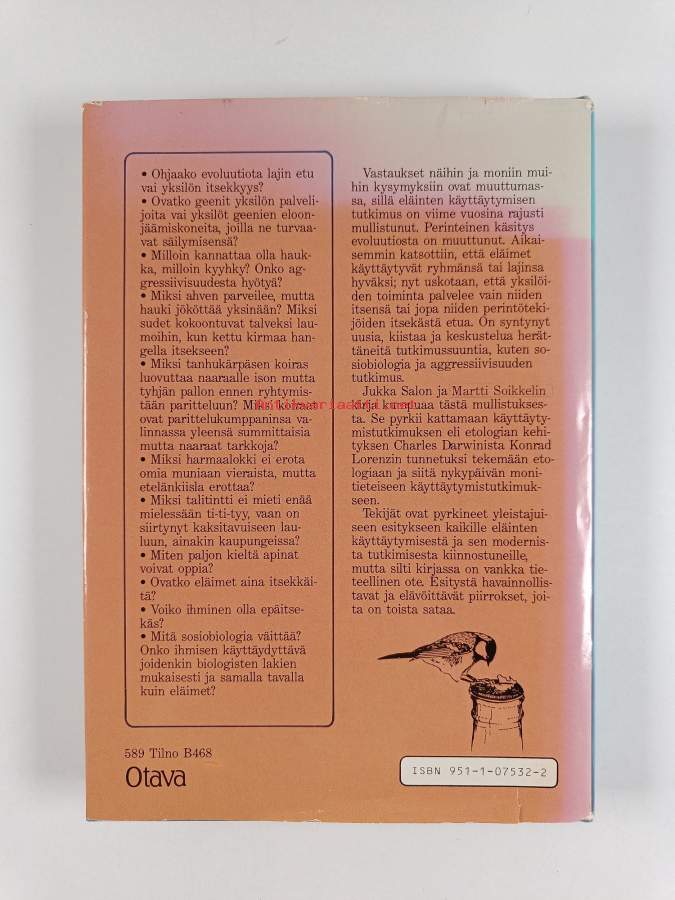 • Ohjaako evoluutiota lajin etu
vai yksilön itsekkyys?
• Ovatko geenit yksilön palveli-
joita vai yksilöt geenien eloon-
jäämiskoneita, joilla ne turvaa-
vat säilymisensä?
• Milloin kannattaa olla hauk-
ka, milloin kyyhky? Onko ag-
gressiivisuudesta hyötyä?
• Miksi ahven parveilee, mutta
hauki jököttää yksinään? Miksi
sudet kokoontuvat talveksi lau-
moihin, kun kettu kirmaa han-
gella itsekseen?
• Miksi tanhukärpäsen koiras
luovuttaa naaraalle ison mutta
tyhjän pallon ennen ryhtymis-
tään paritteluun? Miksi koiraat
ovat parittelukumppaninsa va-
linnassa yleensä summittaisia
mutta naaraat tarkkoja?
• Miksi harmaalokki ei erota
omia muniaan vieraista, mutta
etelänkiisla erottaa?
• Miksi talitintti ei mieti enää
mielessään ti-ti-tyy, vaan on
siirtynyt kaksitavuiseen lau-
luun, ainakin kaupungeissa?
• Miten paljon kieltä apinat
voivat oppia?
• Ovatko eläimet aina itsekkäi-
tä?
• Voiko ihminen olla epäitse-
käs?
• Mitä sosiobiologia väittää?
Onko ihmisen käyttäydyttävä
joidenkin biologisten lakien
mukaisesti ja samalla tavalla
kuin eläimet?
589 Tilno B468
Otava
Vastaukset näihin ja moniin mui-
hin kysymyksiin ovat muuttumas-
sa, sillä eläinten käyttäytymisen
tutkimus on viime vuosina rajusti
mullistunut. Perinteinen käsitys
evoluutiosta on muuttunut. Aikai-
semmin katsottiin, että eläimet
käyttäytyvät ryhmänsä tai lajinsa
hyväksi; nyt uskotaan, että yksilöi-
den toiminta palvelee vain niiden
itsensä tai jopa niiden perintöteki-
jöiden itsekästä etua. On syntynyt
uusia, kiistaa ja keskustelua herät-
täneitä tutkimussuuntia, kuten so-
siobiologia ja aggressiivisuuden
tutkimus.
Jukka Salon ja Martti Soikkelin
kirja kumpuaa tästä mullistukses-
ta. Se pyrkii kattamaan käyttäyty-
mistutkimuksen eli etologian kehi-
tyksen Charles Darwinista Konrad
Lorenzin tunnetuksi tekemään eto-
logiaan ja siitä nykypäivän moni-
tieteiseen käyttäytymistutkimuk-
seen.
Tekijät ovat pyrkineet yleistajui-
seen esitykseen kaikille eläinten
käyttäytymisestä ja sen modernis-
ta tutkimisesta kiinnostuneille,
mutta silti kirjassa on vankka tie-
teellinen ote. Esitystä havainnollis-
tavat ja elävöittävät piirrokset, joi-
ta on toista sataa.
ISBN 951-1-07532-2